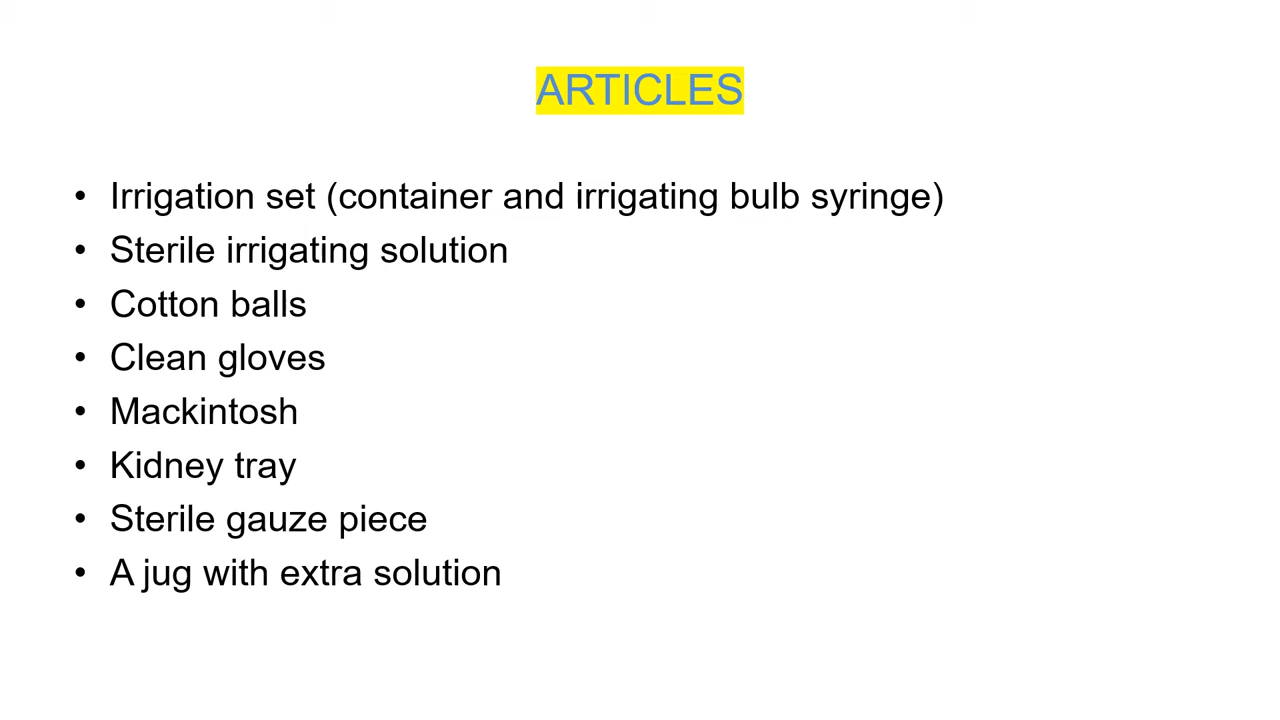 ARTICLES
• Irrigation set (container and irrigating bulb syringe)
• Sterile irrigating solution
• Cotton balls
• Clean gloves
• Mackintosh
• Kidney tray
• Sterile gauze piece
• A jug with extra solution